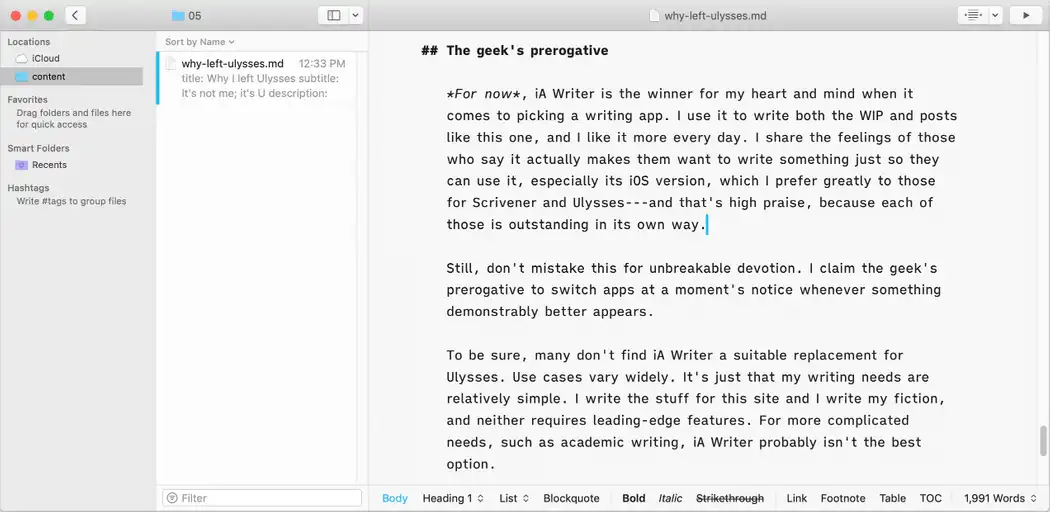 05
why-left-ulysses.md
Locations
iCloud
content
Favorites
Drag folders and files here
for quick access
Smart Folders
Recents
Hashtags
Write #tags to group files
Sort by Name
why-left-ulysses.md 12:33 PM
title: Why I left Ulysses subtitle:
It's not me; it's U description:
Filter
## The geek's prerogative
*For now*, iA Writer is the winner for my heart and mind when it
comes to picking a writing app. I use it to write both the WIP and posts
like this one, and I like it more every day. I share the feelings of those
who say it actually makes them want to write something just so they
can use it, especially its iOS version, which I prefer greatly to those
for Scrivener and Ulysses---and that's high praise, because each of
those is outstanding in its own way.
Still, don't mistake this for unbreakable devotion. I claim the geek's
prerogative to switch apps at a moment's notice whenever something
demonstrably better appears.
To be sure, many don't find iA Writer a suitable replacement for
Ulysses. Use cases vary widely. It's just that my writing needs are
relatively simple. I write the stuff for this site and I write my fiction,
and neither requires leading-edge features. For more complicated
needs, such as academic writing, iA Writer probably isn't the best
option.
Body Heading 1 List Blockquote Bold Italic Strikethrough Link Footnote Table TOC 1,991 Words